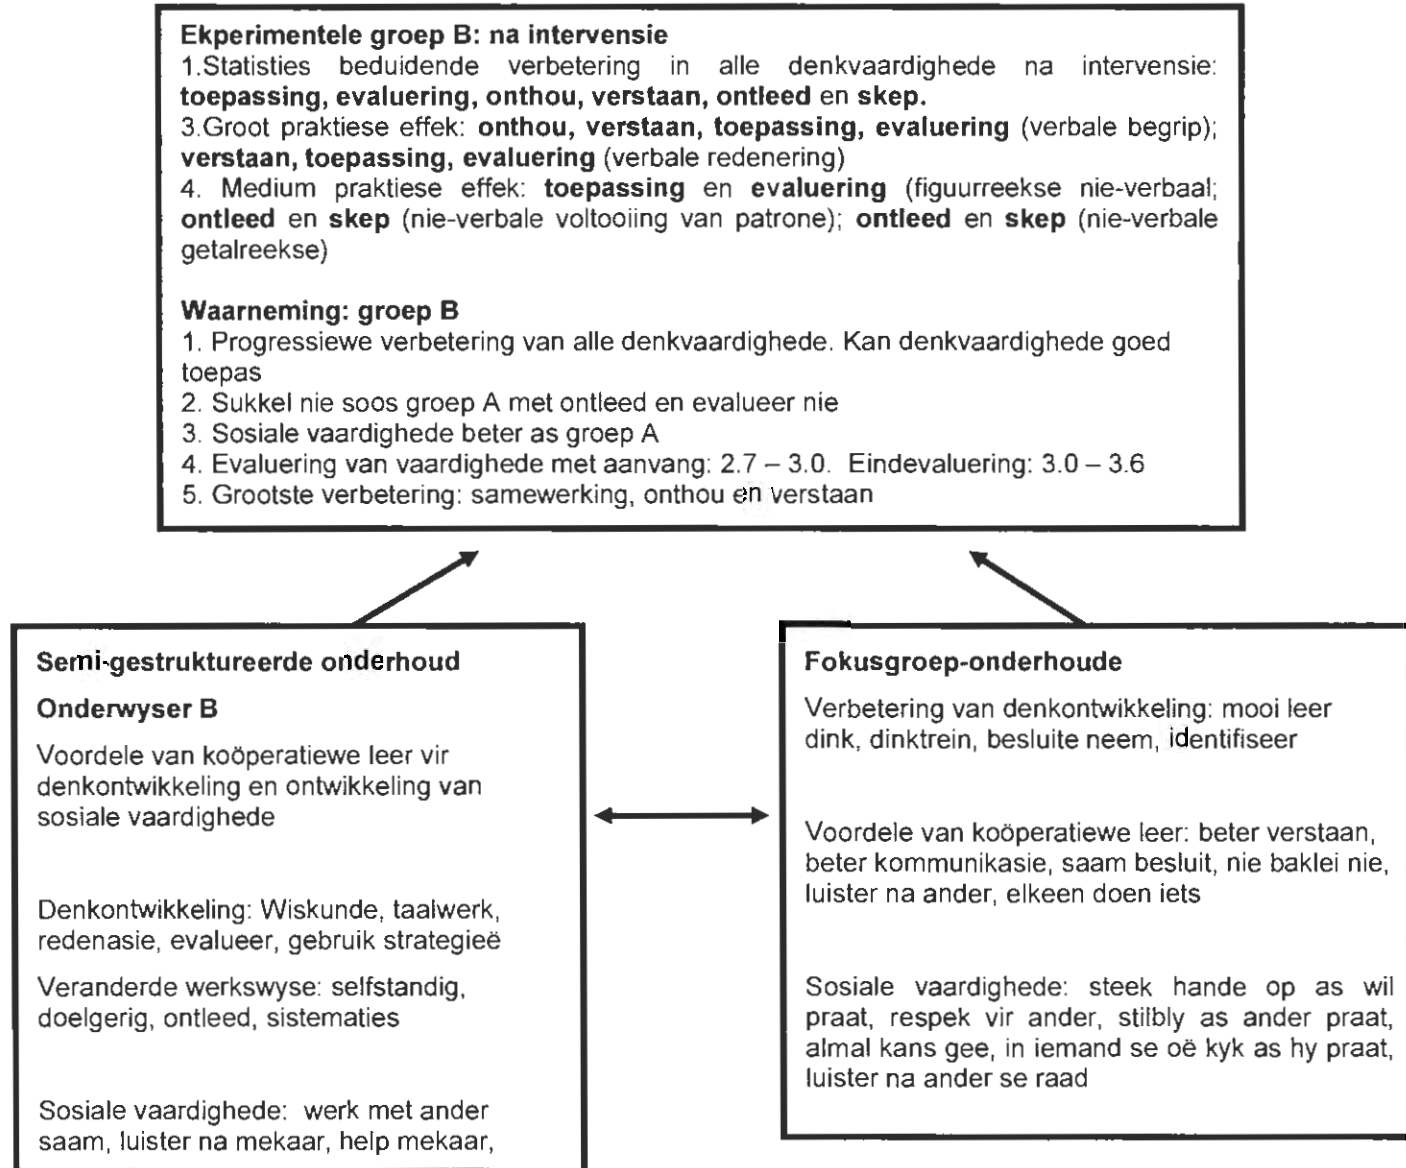 Ekperimentele groep B: na intervensie
1.Statisties beduidende verbetering in alle denkvaardighede na intervensie:
toepassing, evaluering, onthou, verstaan, ontleed en skep.
3.Groot praktiese effek: onthou, verstaan, toepassing, evaluering (verbale begrip);
verstaan, toepassing, evaluering (verbale redenering)
4. Medium praktiese effek: toepassing en evaluering (figuurreekse nie-verbaal;
ontleed en skep (nie-verbale voltooiing van patrone); ontleed en skep (nie-verbale
getalreekse)
Waarneming: groep B
1. Progressiewe verbetering van alle denkvaardighede. Kan denkvaardighede goed
toepas
2. Sukkel nie soos groep A met ontleed en evalueer nie
3. Sosiale vaardighede beter as groep A
4. Evaluering van vaardighede met aanvang: 2.7 – 3.0. Eindevaluering: 3.0 – 3.6
5. Grootste verbetering: samewerking, onthou en verstaan
Semi-gestruktureerde onderhoud
Onderwyser B
Voordele van koöperatiewe leer vir
denkontwikkeling en ontwikkeling van
sosiale vaardighede
Denkontwikkeling: Wiskunde, taalwerk,
redenasie, evalueer, gebruik strategieë
Veranderde werkswyse: selfstandig,
doelgerig, ontleed, sistematies
Sosiale vaardighede: werk met ander
saam, luister na mekaar, help mekaar,
Fokusgroep-onderhoude
Verbetering van denkontwikkeling: mooi leer
dink, dinktrein, besluite neem, identifiseer
Voordele van koöperatiewe leer: beter verstaan,
beter kommunikasie, saam besluit, nie baklei nie,
luister na ander, elkeen doen iets
Sosiale vaardighede: steek hande op as wil
praat, respek vir ander, stilbly as ander praat,
almal kans gee, in iemand se oë kyk as hy praat,
luister na ander se raad